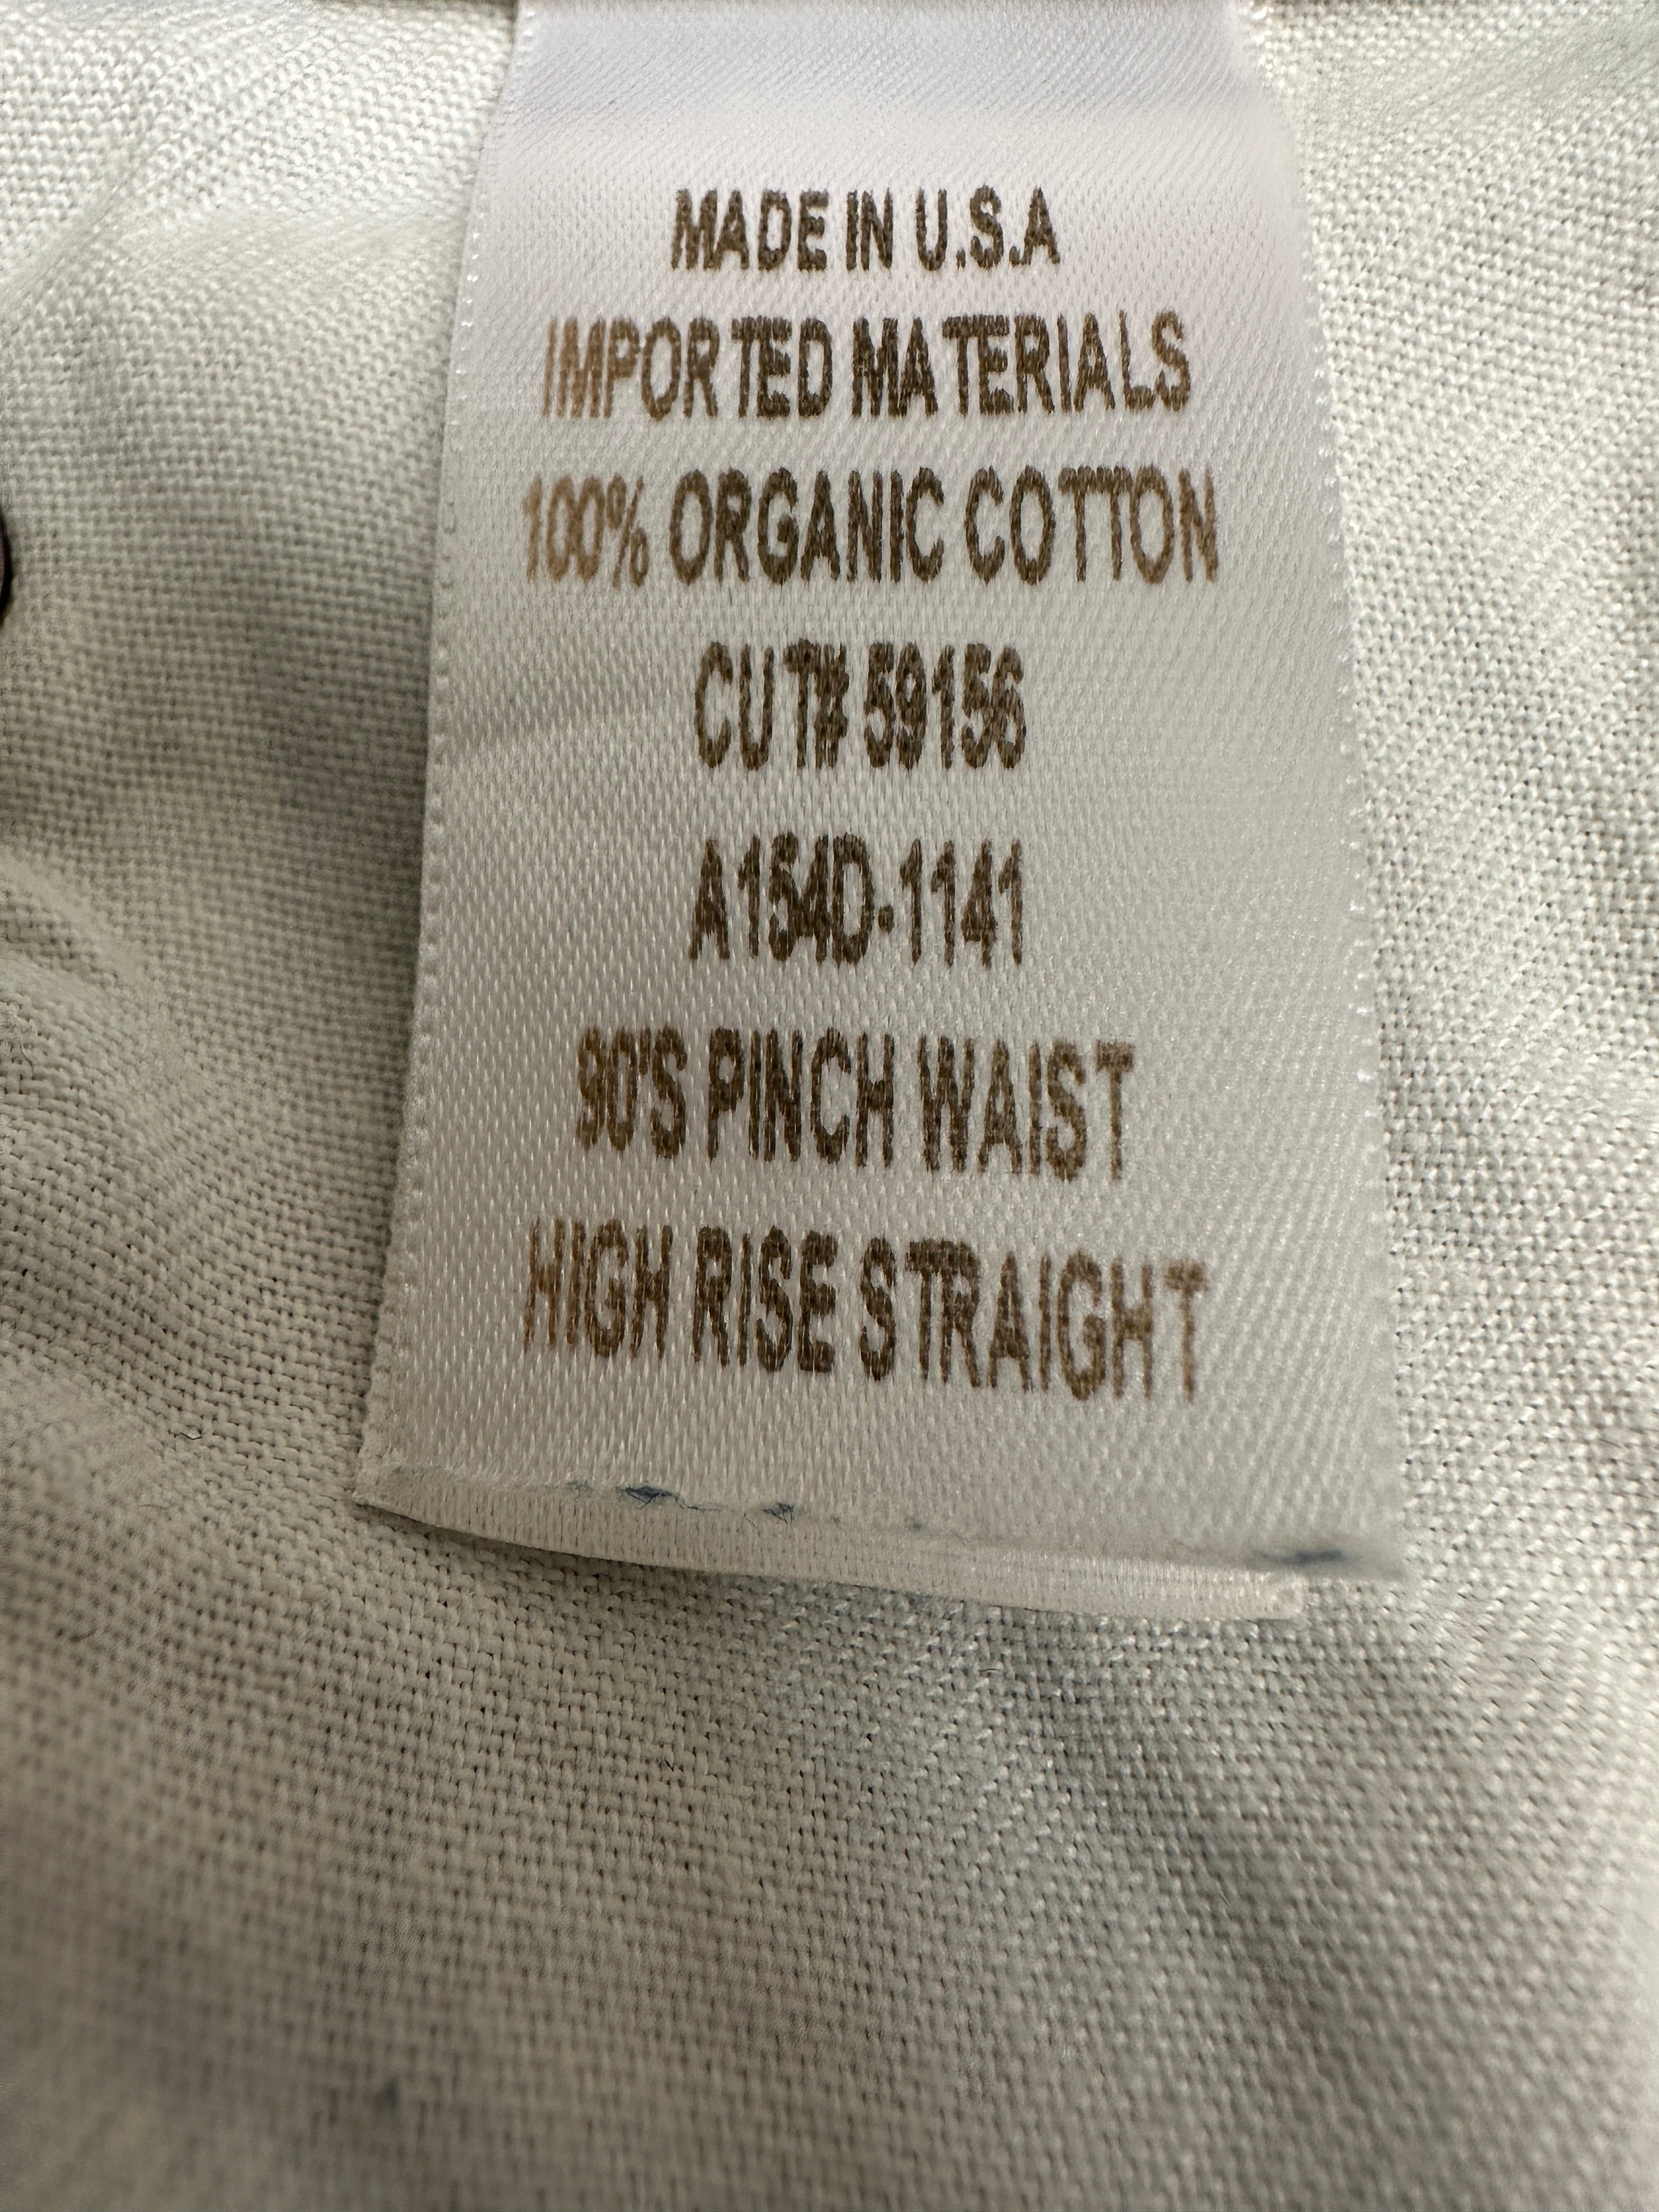 MADE IN U.S.A
IMPORTED MATERIALS
100% ORGANIC COTTON
CUT# 59156
A154D-1141
90'S PINCH WAIST
HIGH RISE STRAIGHT